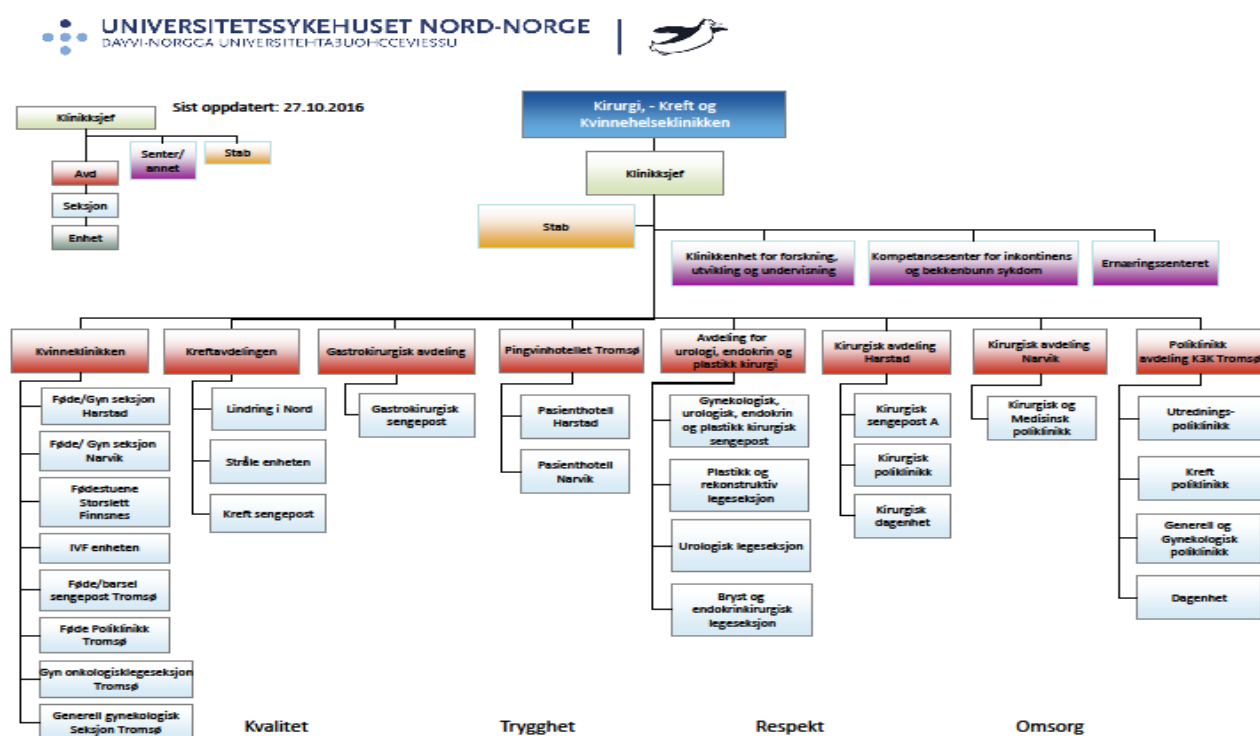 UNIVERSITETSSYKEHUSET NORD-NORGE
DAVVI-NORGGA UNIVERSITEHTABUOHCCEVIESSU
Sist oppdatert: 27.10.2016
Klinikksjef
Senter/
annet
Stab
Avd
Seksjon
Enhet
Kirurgi, - Kreft og
Kvinnehelseklinikken
Klinikksjef
Stab
Klinikkenhet for forskning,
utvikling og undervisning
Kompetansesenter for inkontinens
og bekkenbunn sykdom
Ernæringssenteret
Kvinneklinikken
Føde/Gyn seksjon
Harstad
Føde/ Gyn seksjon
Narvik
Fødestuene
Storslett
Finnsnes
IVF enheten
Føde/barsel
sengepost Tromsø
Føde Poliklinikk
Tromsø
Gyn onkologisklegeseksjon
Tromsø
Generell gynekologisk
Seksjon Tromsø
Kreftavdelingen
Lindring i Nord
Stråle enheten
Kreft sengepost
Gastrokirurgisk avdeling
Gastrokirurgisk
sengepost
Pingvinhotellet Tromsø
Pasienthotell
Harstad
Pasienthotell
Narvik
Avdeling for
urologi, endokrin og
plastikk kirurgi
Gynekologisk,
urologisk, endokrin
og plastikk kirurgisk
sengepost
Plastikk og
rekonstruktiv
legeseksjon
Urologisk legeseksjon
Bryst og
endokrinkirurgisk
legeseksjon
Kirurgisk avdeling
Harstad
Kirurgisk
sengepost A
Kirurgisk
poliklinikk
Kirurgisk
dagenhet
Kirurgisk avdeling
Narvik
Kirurgisk og
Medisinsk
poliklinikk
Poliklinikk
avdeling K3K Tromsø
Utrednings-
poliklinikk
Kreft
poliklinikk
Generell og
Gynekologisk
poliklinikk
Dagenhet
Kvalitet
Trygghet
Respekt
Omsorg